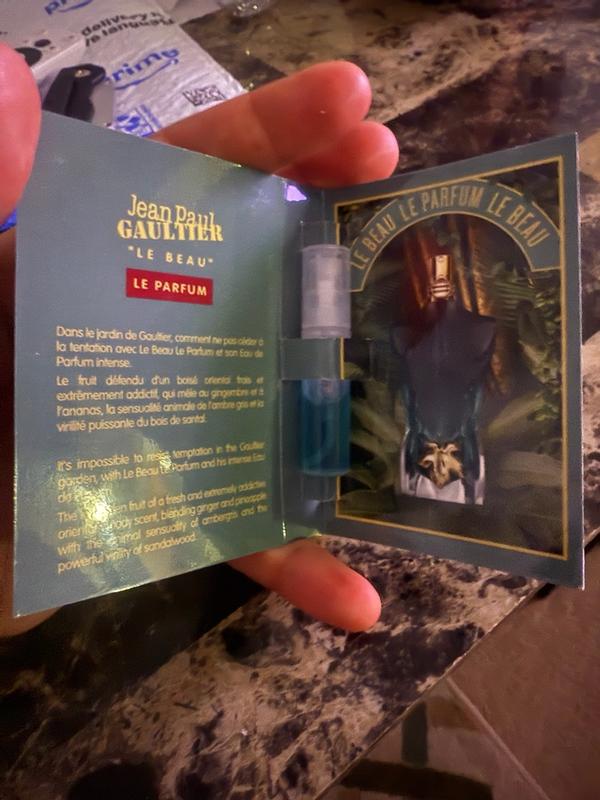 delivery
prime
Jean Paul
GAULTIER
"LE BEAU"
LE PARFUM
Dans le jardin de Gaultier, comment ne pas céder à
la tentation avec Le Beau Le Parfum et son Eau de
Parfum intense.
Le fruit défendu d'un boisé oriental frais et
extrêmement addictif, qui mêle au gingembre et à
l'ananas, la sensualité animale de l'ambre gris et la
virilité puissante du bois de santal.
It's impossible to resist temptation in the Gaultier
garden, with Le Beau Le Parfum and his intense Eau
de
The fruit of a fresh and extremely addictive
woody scent, blending ginger and pineapple
with the animal sensuality of ambergris and the
powerful virility of sandalwood.
LE BEAU LE PARFUM LE BEAU